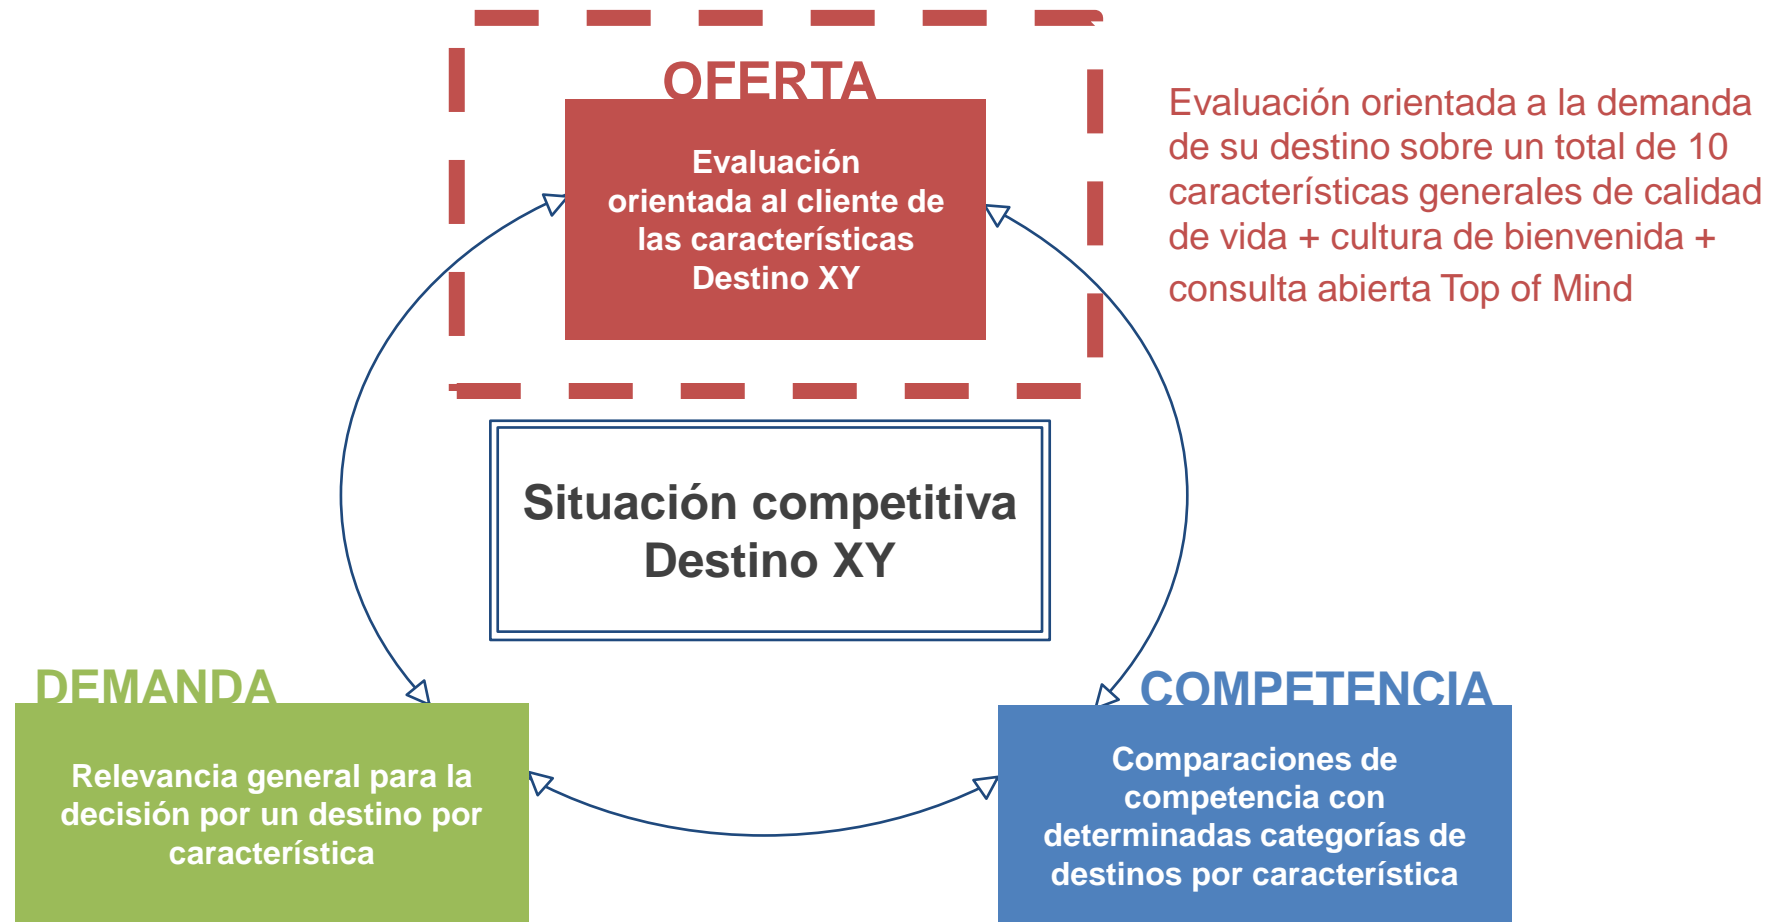 OFERTA
Evaluación
orientada al cliente de
las características
Destino XY
Evaluación orientada a la demanda
de su destino sobre un total de 10
características generales de calidad
de vida + cultura de bienvenida +
consulta abierta Top of Mind
Situación competitiva
Destino XY
DEMANDA
Relevancia general para la
decisión por un destino por
característica
COMPETENCIA
Comparaciones de
competencia con
determinadas categorías de
destinos por característica